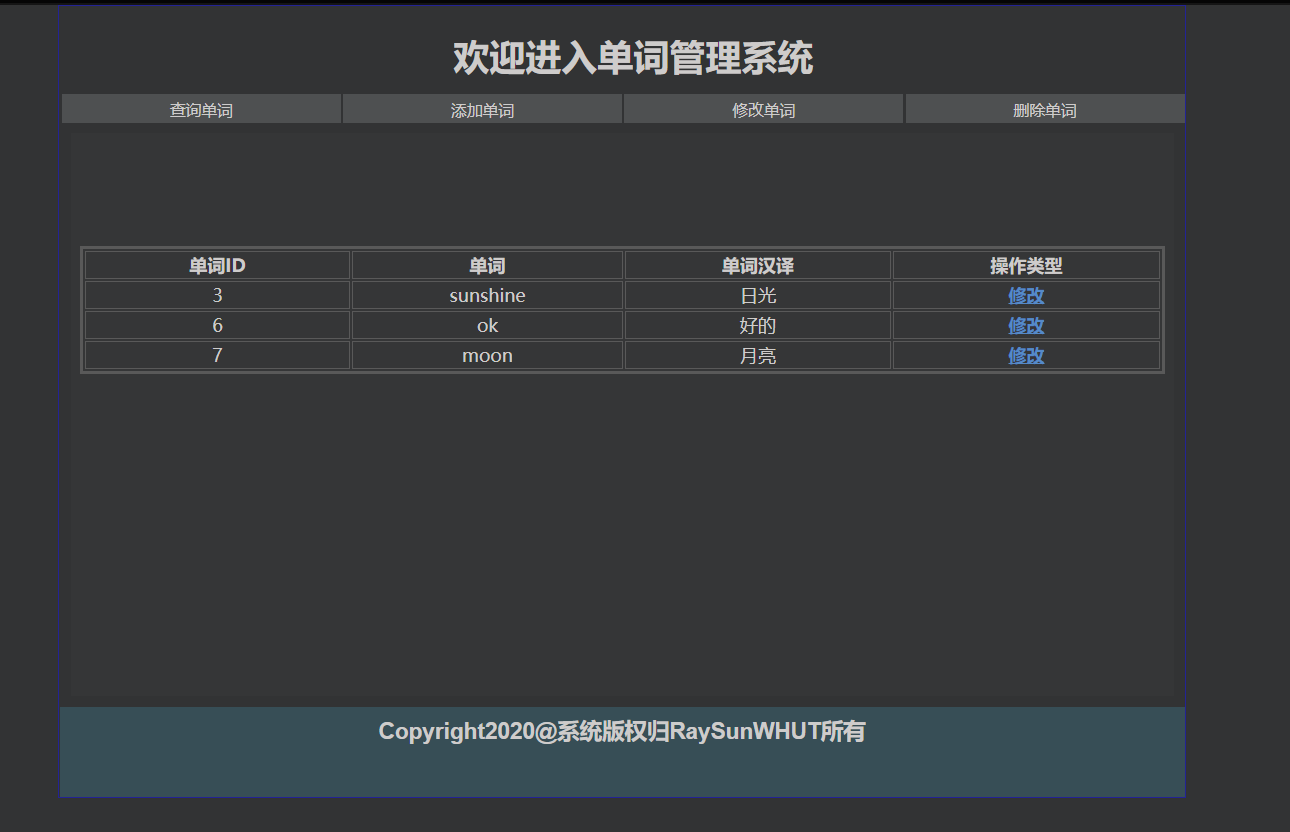 欢迎进入单词管理系统
查询单词 添加单词 修改单词 删除单词
单词ID 单词 单词汉译 操作类型
3 sunshine 日光 修改
6 ok 好的 修改
7 moon 月亮 修改
Copyright2020@系统版权归RaySunWHUT所有